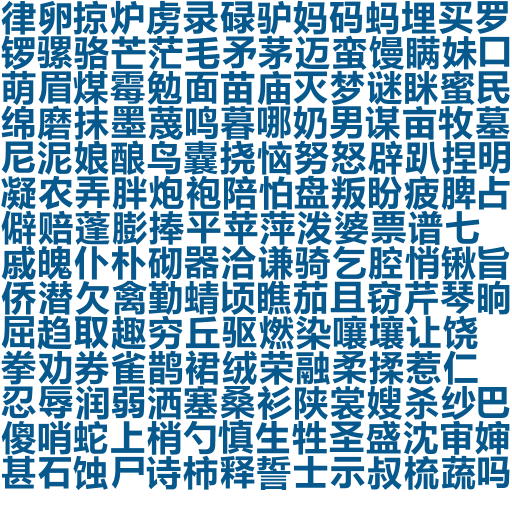 律卵掠炉虏录碌驴妈码蚂埋买罗
锣骡骆芒茫毛矛茅迈蛮馒瞒妹口
萌眉煤霉勉面苗庙灭梦谜眯蜜民
绵磨抹墨蔑鸣暮哪奶男谋亩牧墓
尼泥娘酿鸟囊挠恼努怒辟趴捏明
凝农弄胖炮袍陪怕盘叛盼疲脾占
僻赔蓬膨捧平苹萍泼婆票谱七
戚魄仆朴砌器洽谦骑乞腔悄锹旨
侨潜欠禽勤蜻顷瞧茄且窃芹琴晌
屈趋取趣穷丘驱燃染嚷壤让饶
拳劝券雀鹊裙绒荣融柔揉惹仁
忍辱润弱洒塞桑衫陕裳嫂杀纱巴
傻哨蛇上梢勺慎生牲圣盛沈审婶
甚石蚀尸诗柿释誓士示叔梳蔬吗